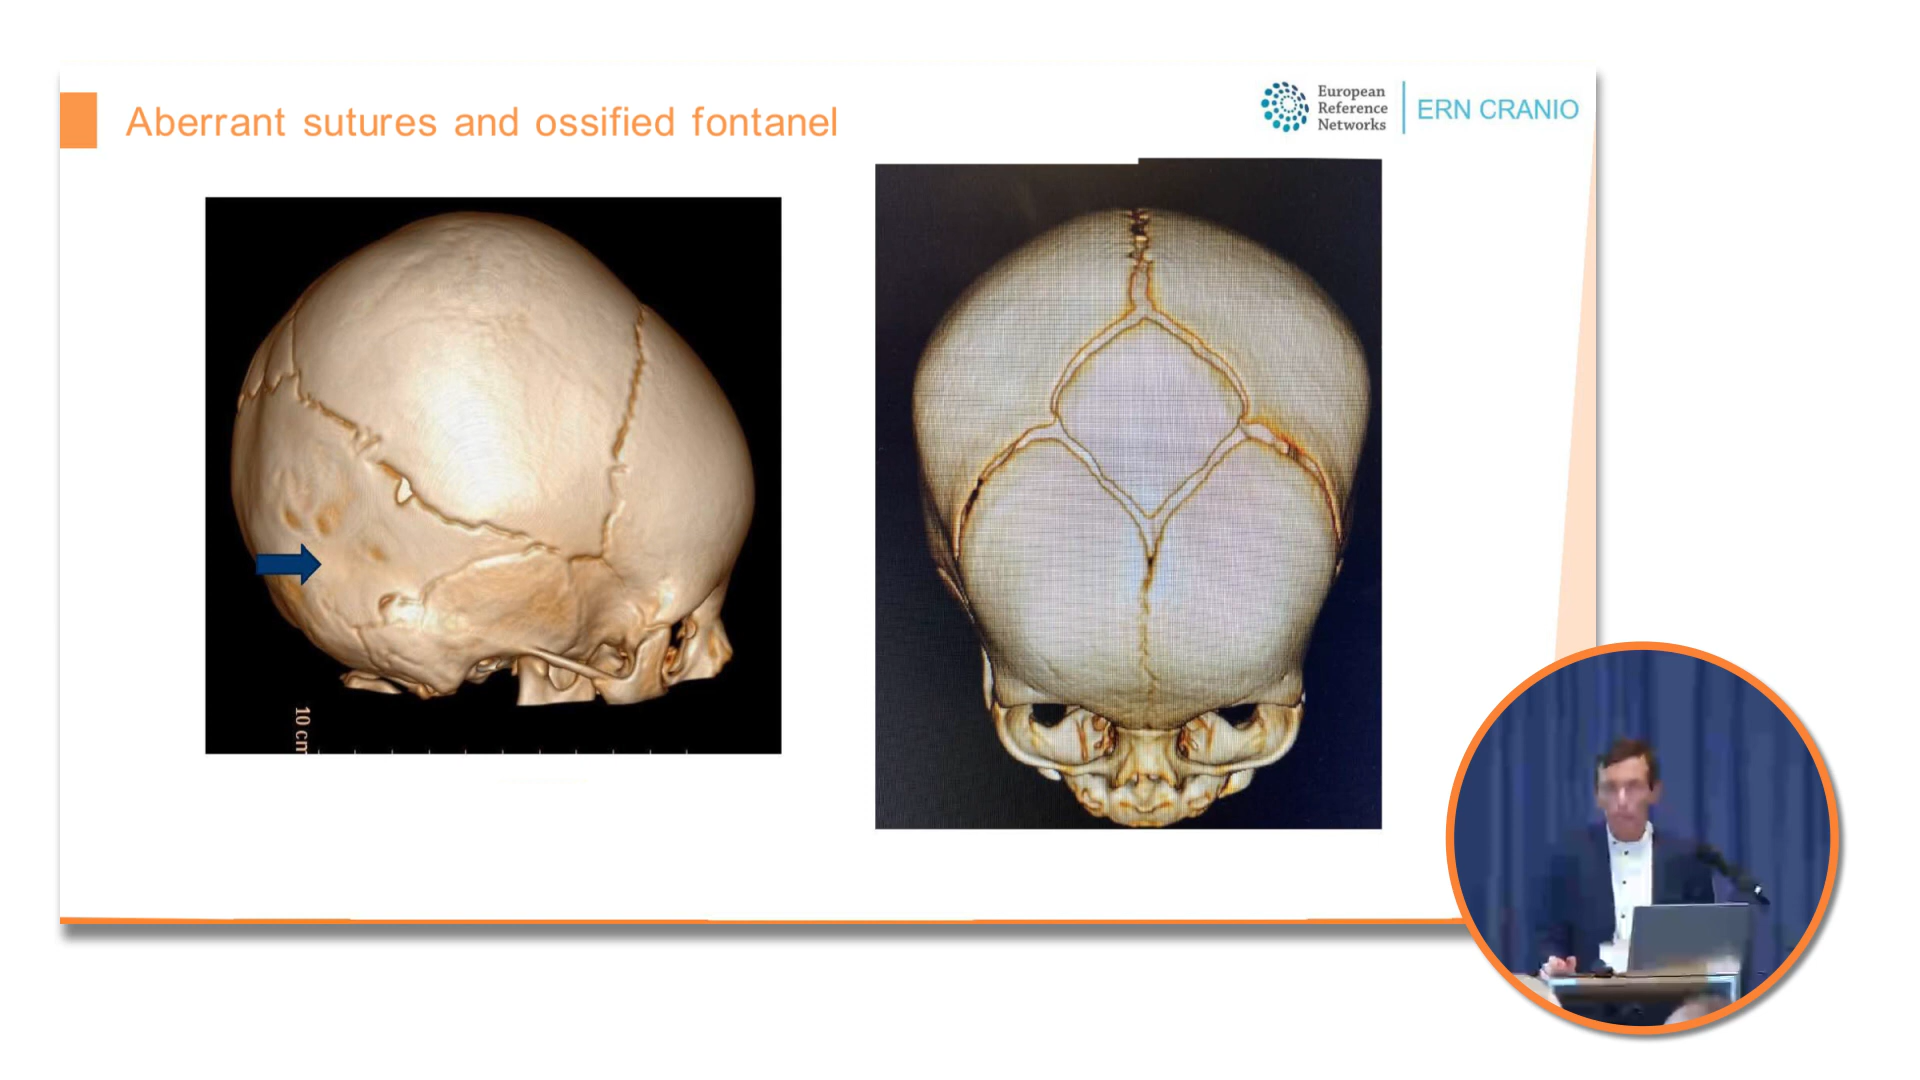 Aberrant sutures and ossified fontanel
European
Reference
Networks
ERN CRANIO
10 cm